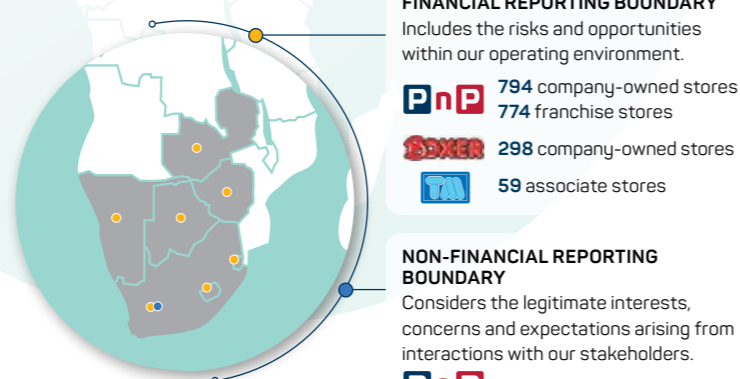 FINANCIAL REPORTING BOUNDARY
Includes the risks and opportunities
within our operating environment.
PnP
794 company-owned stores
774 franchise stores
BOXER
298 company-owned stores
TM
59 associate stores
NON-FINANCIAL REPORTING
BOUNDARY
Considers the legitimate interests,
concerns and expectations arising from
interactions with our stakeholders.
PnP